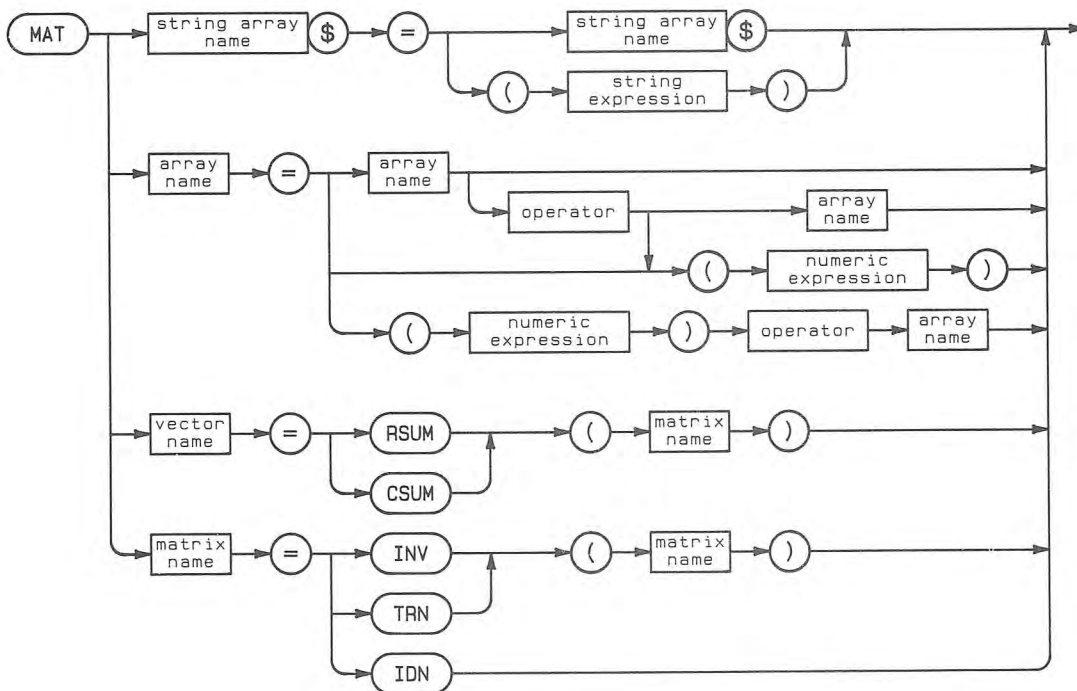 MAT
string array
name
$
=
string array
name
$
(
string
expression
)
array
name
=
array
name
operator
array
name
(
numeric
expression
)
(
numeric
expression
)
operator
array
name
vector
name
=
RSUM
CSUM
(
matrix
name
)
matrix
name
=
INV
TRN
IDN
(
matrix
name
)